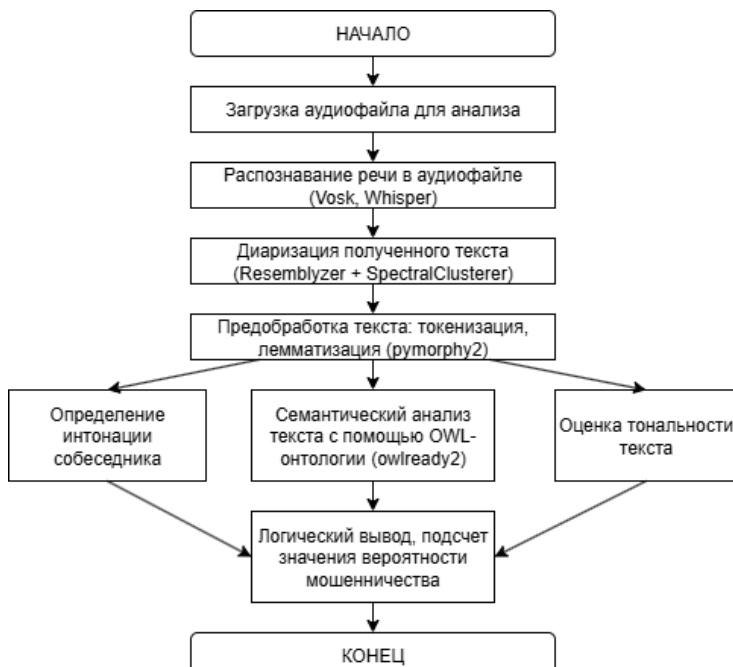 НАЧАЛО
Загрузка аудиофайла для анализа
Распознавание речи в аудиофайле
(Vosk, Whisper)
Диаризация полученного текста
(Resemblyzer + SpectralClusterer)
Предобработка текста: токенизация,
лемматизация (pymorphy2)
Определение
интонации
собеседника
Семантический анализ
текста с помощью OWL-
онтологии (owlready2)
Оценка тональности
текста
Логический вывод, подсчет
значения вероятности
мошенничества
КОНЕЦ